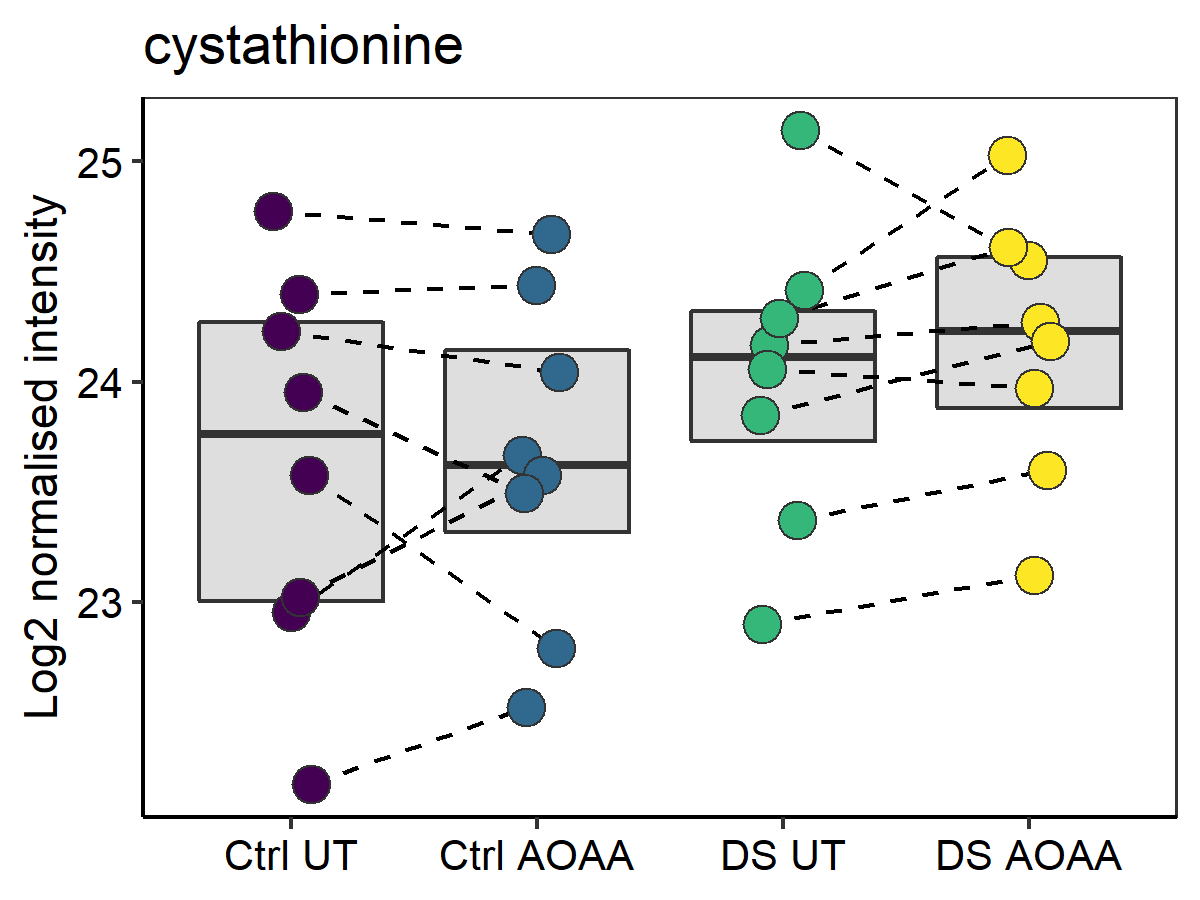 cystathionine
Log2 normalised intensity
25
24
23
Ctrl UT
Ctrl AOAA
DS UT
DS AOAA